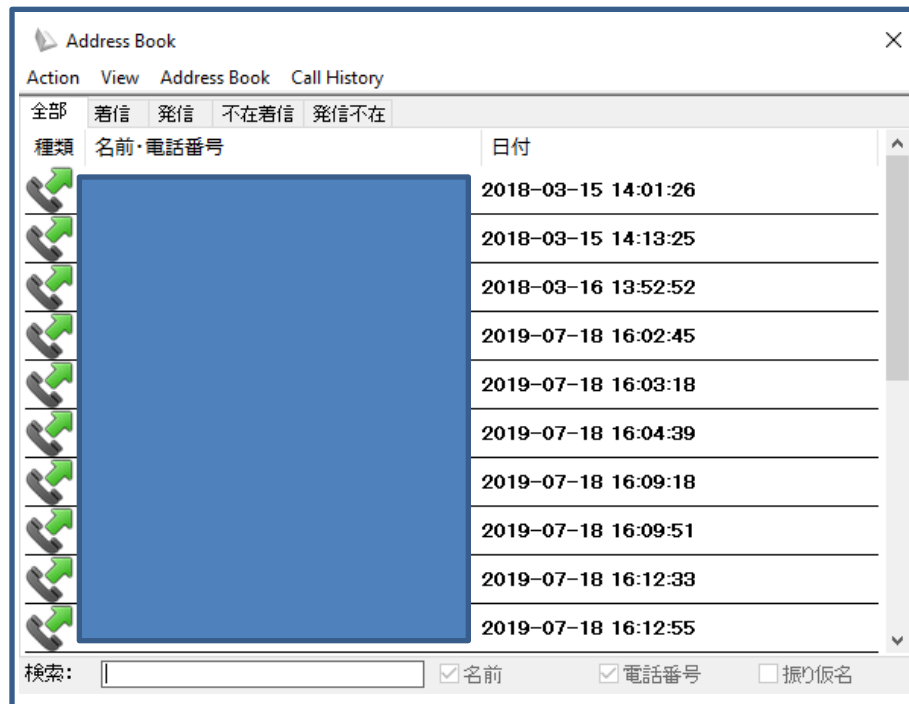 Address Book
Action View Address Book Call History
全部 着信 発信 不在着信 発信不在
種類 名前・電話番号 日付
2018-03-15 14:01:26
2018-03-15 14:13:25
2018-03-16 13:52:52
2019-07-18 16:02:45
2019-07-18 16:03:18
2019-07-18 16:04:39
2019-07-18 16:09:18
2019-07-18 16:09:51
2019-07-18 16:12:33
2019-07-18 16:12:55
検索: 名前 電話番号 振り仮名